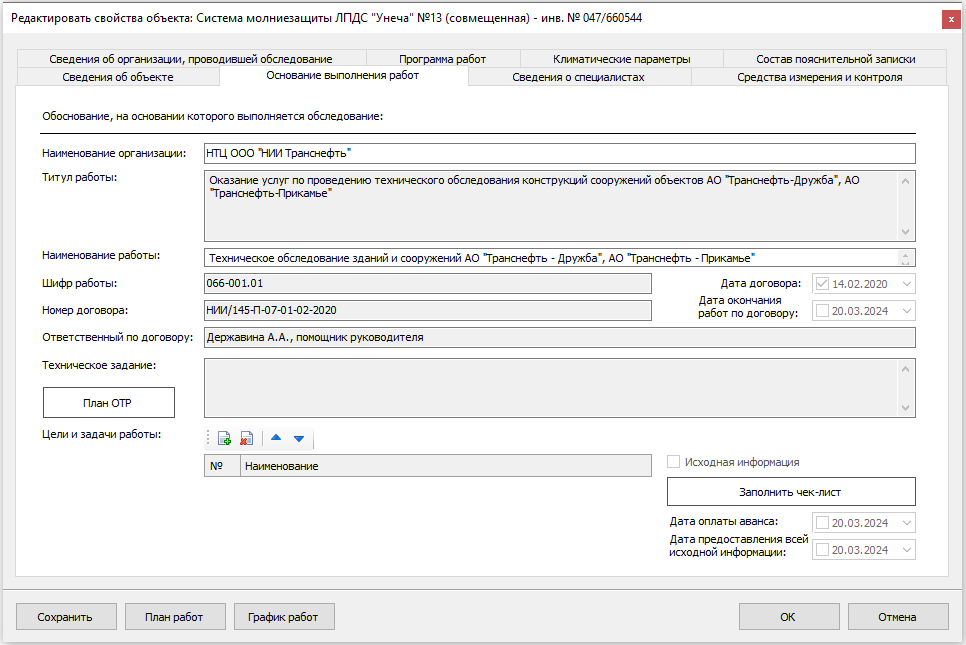 Редактировать свойства объекта: Система молниезащиты ЛПДС "Унеча" №13 (совмещенная) - инв. № 047/660544
x
Сведения об организации, проводившей обследование
Программа работ
Климатические параметры
Состав пояснительной записки
Сведения об объекте
Основание выполнения работ
Сведения о специалистах
Средства измерения и контроля
Обоснование, на основании которого выполняется обследование:
Наименование организации: НТЦ ООО "НИИ Транснефть"
Титул работы: Оказание услуг по проведению технического обследования конструкций сооружений объектов АО "Транснефть-Дружба", АО
"Транснефть-Прикамье"
Наименование работы: Техническое обследование зданий и сооружений АО "Транснефть - Дружба", АО "Транснефть - Прикамье"
Шифр работы: 066-001.01 Дата договора: 14.02.2020
Номер договора: НИИ/145-П-07-01-02-2020
Дата окончания
работ по договору: 20.03.2024
Ответственный по договору: Державина А.А., помощник руководителя
Техническое задание:
План ОТР
Цели и задачи работы:
№ Наименование
Исходная информация
Заполнить чек-лист
Дата оплаты аванса: 20.03.2024
Дата предоставления всей
исходной информации: 20.03.2024
Сохранить План работ График работ ОК Отмена